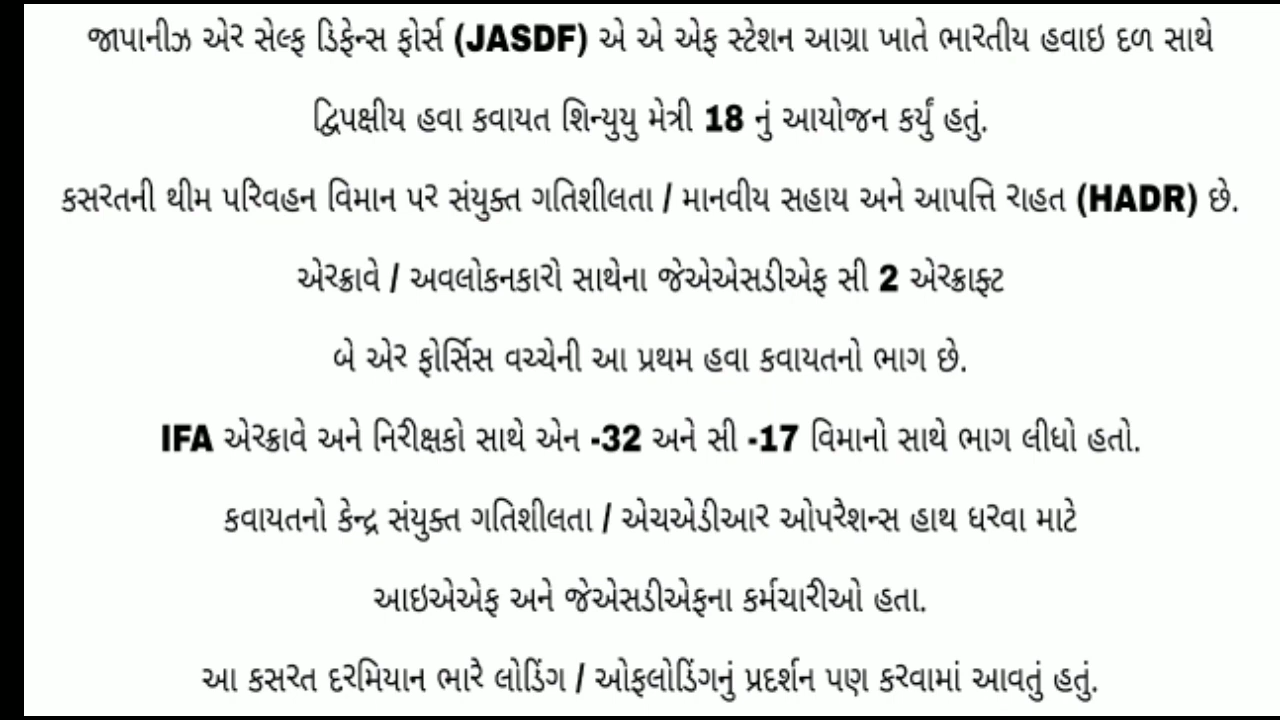 જાપાનીઝ એર સેલ્ફ ડિફેન્સ ફોર્સ (JASDF) એ એ એફ સ્ટેશન આગ્રા ખાતે ભારતીય હવાઇ દળ સાથે
દ્વિપક્ષીય હવા કવાયત શિન્યુયુ મેત્રી 18 નું આયોજન કર્યું હતું.
કસરતની થીમ પરિવહન વિમાન પર સંયુક્ત ગતિશીલતા / માનવીય સહાય અને આપત્તિ રાહત (HADR) છે.
એરક્રાવે / અવલોકનકારો સાથેના જેએએસડીએફ સી 2 એરક્રાફ્ટ
બે એર ફોર્સિસ વચ્ચેની આ પ્રથમ હવા કવાયતનો ભાગ છે.
IFA એરક્રાવે અને નિરીક્ષકો સાથે એન -32 અને સી -17 વિમાનો સાથે ભાગ લીધો હતો.
કવાયતનો કેન્દ્ર સંયુક્ત ગતિશીલતા / એચએડીઆર ઓપરેશન્સ હાથ ધરવા માટે
આઇએએફ અને જેએસડીએફના કર્મચારીઓ હતા.
આ કસરત દરમિયાન ભારે લોડિંગ / ઓફલોડિંગનું પ્રદર્શન પણ કરવામાં આવતું હતું.